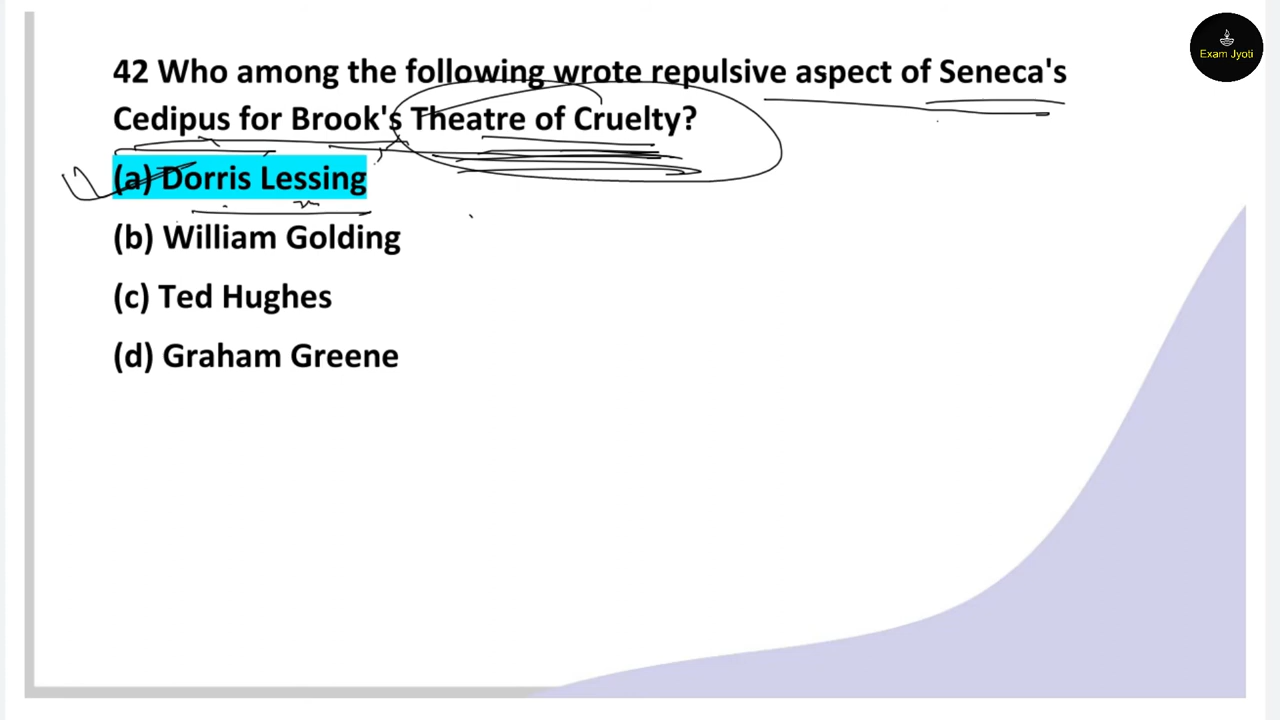 Exam Jyoti
42 Who among the following wrote repulsive aspect of Seneca's
Cedipus for Brook's Theatre of Cruelty?
(a) Dorris Lessing
(b) William Golding
(c) Ted Hughes
(d) Graham Greene